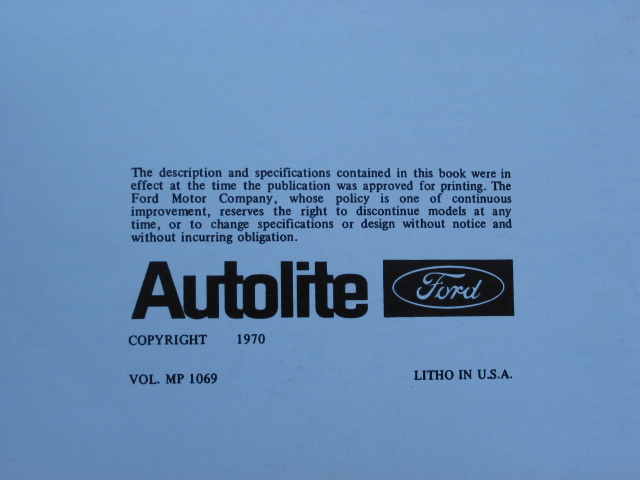 The description and specifications contained in this book were in
effect at the time the publication was approved for printing. The
Ford Motor Company, whose policy is one of continuous
improvement, reserves the right to discontinue models at any
time, or to change specifications or design without notice and
without incurring obligation.
Autolite Ford
COPYRIGHT 1970
VOL. MP 1069 LITHO IN U.S.A.